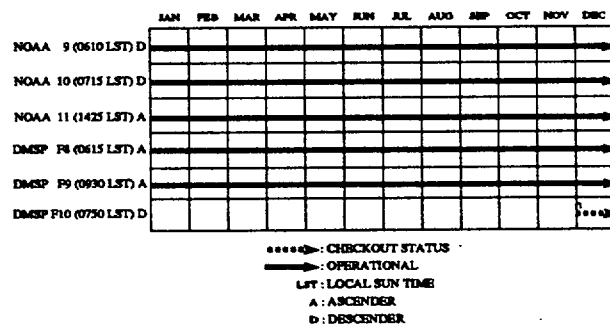 JAN FEB MAR APR MAY JUN JUL AUG SEP OCT NOV DEC
NOAA 9 (0610 LST) D
NOAA 10 (0715 LST) D
NOAA 11 (1425 LST) A
DMSP F8 (0615 LST) A
DMSP F9 (0930 LST) A
DMSP F10 (0750 LST) D
: CHECKOUT STATUS
: OPERATIONAL
LST : LOCAL SUN TIME
A : ASCENDER
D : DESCENDER